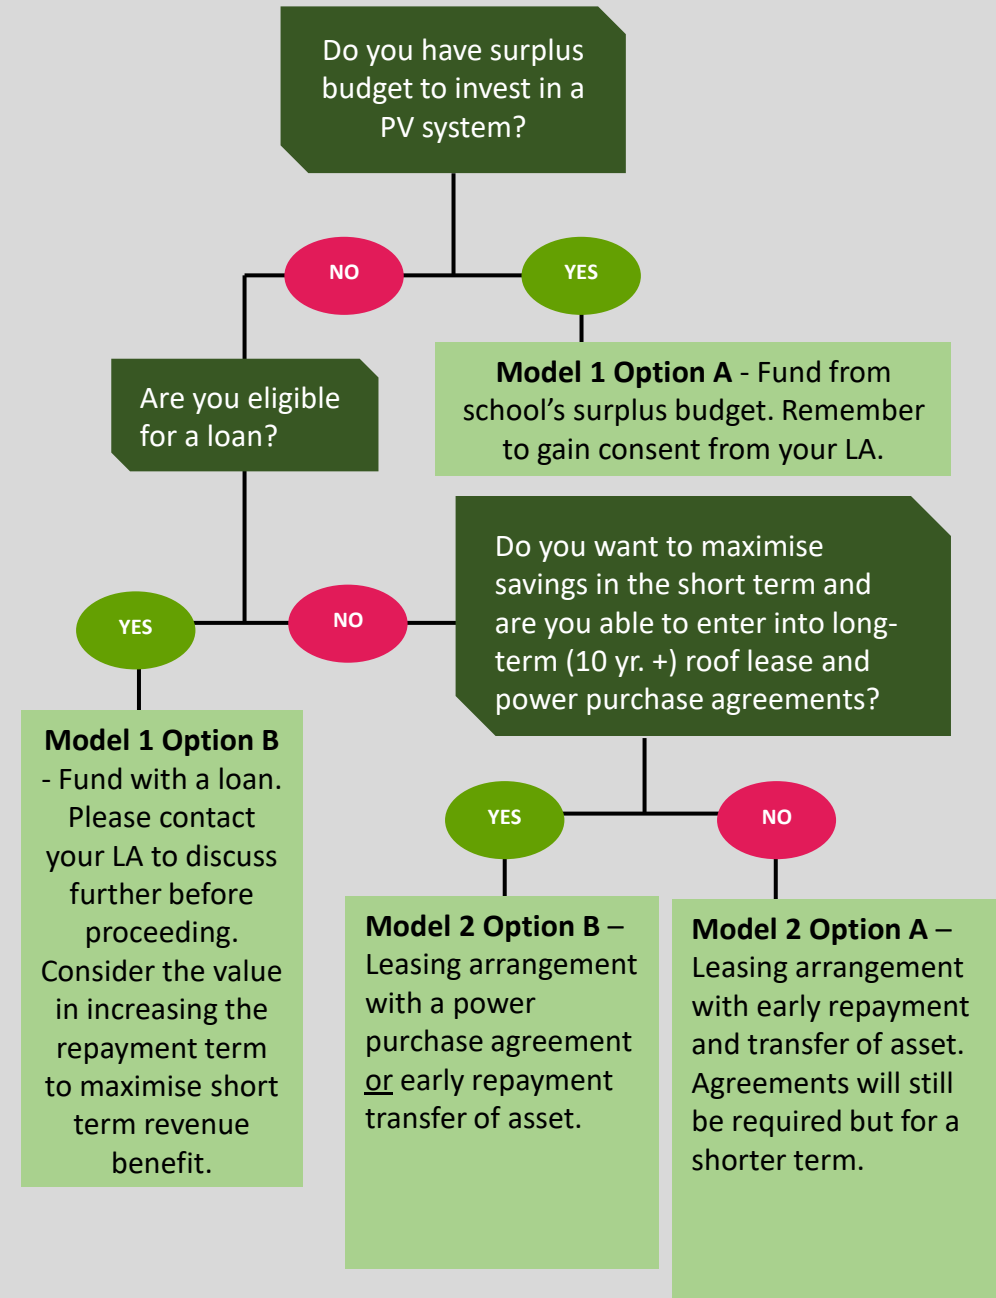 Do you have surplus
budget to invest in a
PV system?
NO
YES
Model 1 Option A - Fund from
school's surplus budget. Remember
to gain consent from your LA.
Are you eligible
for a loan?
Do you want to maximise
savings in the short term and
are you able to enter into long-
term (10 yr. +) roof lease and
power purchase agreements?
YES
NO
Model 1 Option B
- Fund with a loan.
Please contact
your LA to discuss
further before
proceeding.
Consider the value
in increasing the
repayment term
to maximise short
term revenue
benefit.
YES
NO
Model 2 Option B –
Leasing arrangement
with a power
purchase agreement
or early repayment
transfer of asset.
Model 2 Option A –
Leasing arrangement
with early repayment
and transfer of asset.
Agreements will still
be required but for a
shorter term.